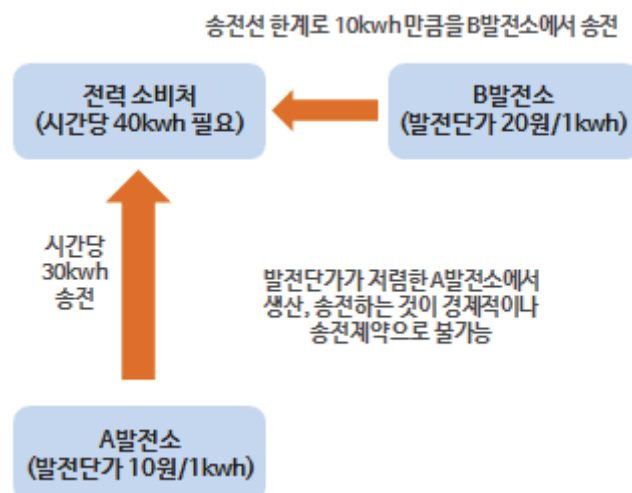 송전선 한계로 10kwh 만큼을 B발전소에서 송전
전력 소비처
(시간당 40kwh 필요)
B발전소
(발전단가 20원/1kwh)
시간당
30kwh
송전
발전단가가 저렴한 A발전소에서
생산, 송전하는 것이 경제적이나
송전제약으로 불가능
A발전소
(발전단가 10원/1kwh)